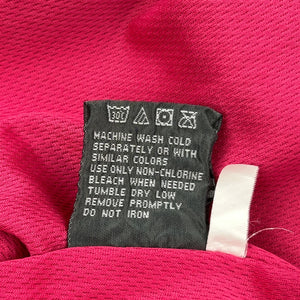 30C
MACHINE WASH COLD
SEPARATELY OR WITH
SIMILAR COLORS
USE ONLY NON-CHLORINE
BLEACH WHEN NEEDED
TUMBLE DRY LOW
REMOVE PROMPTLY
DO NOT IRON